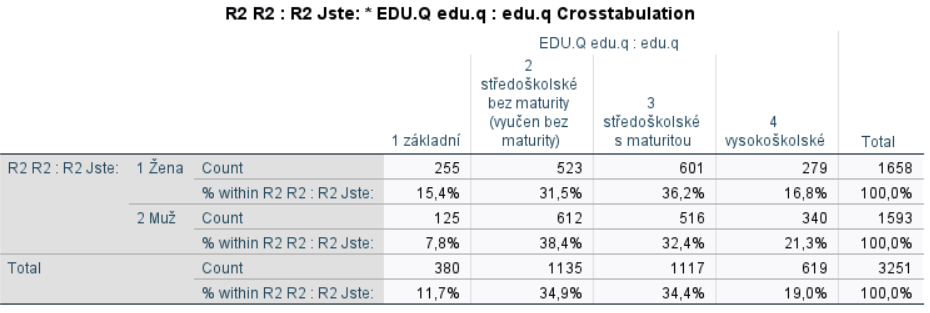 R2 R2 : R2 Jste: * EDU.Q edu.q : edu.q Crosstabulation
EDU.Q edu.q : edu.q
1 základní
2
středoškolské
bez maturity
(vyučen bez
maturity)
3
středoškolské
s maturitou
4
vysokoškolské
Total
R2 R2 : R2 Jste: 1 Žena Count 255 523 601 279 1658
% within R2 R2 : R2 Jste: 15,4% 31,5% 36,2% 16,8% 100,0%
2 Muž Count 125 612 516 340 1593
% within R2 R2 : R2 Jste: 7,8% 38,4% 32,4% 21,3% 100,0%
Total Count 380 1135 1117 619 3251
% within R2 R2 : R2 Jste: 11,7% 34,9% 34,4% 19,0% 100,0%